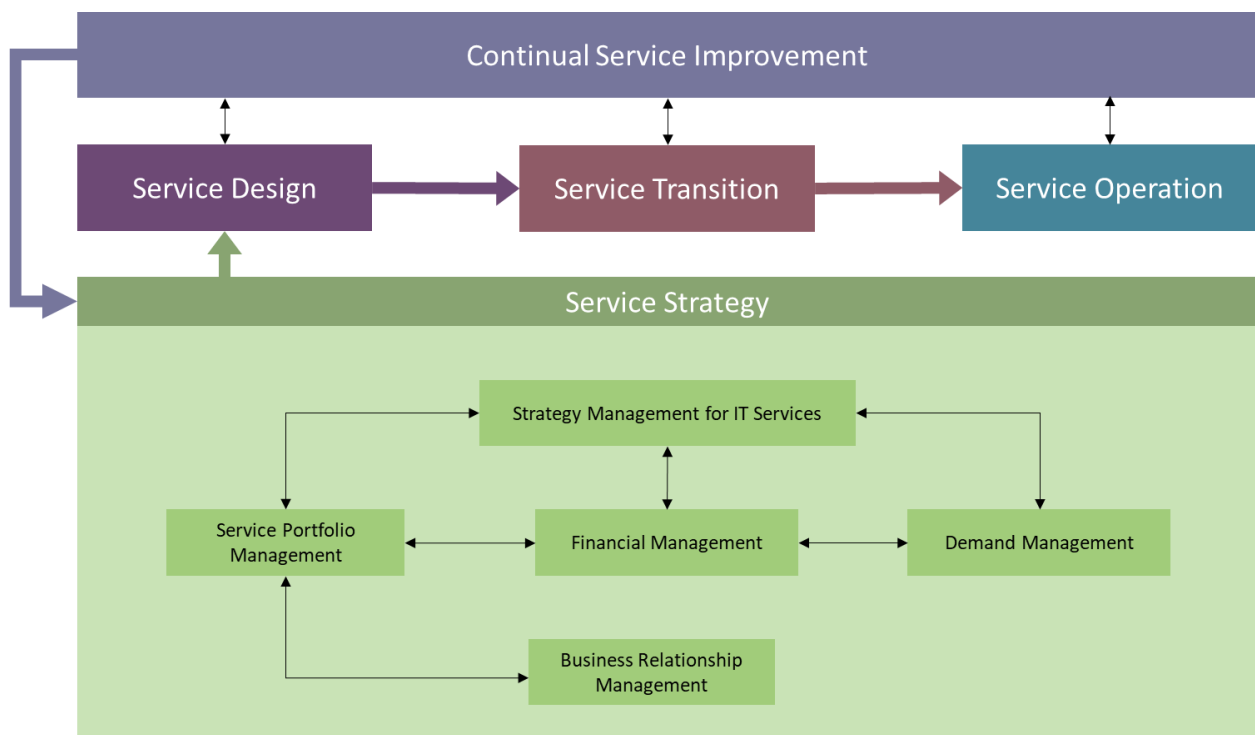 Continual Service Improvement
Service Design
Service Transition
Service Operation
Service Strategy
Strategy Management for IT Services
Service Portfolio
Management
Financial Management
Demand Management
Business Relationship
Management